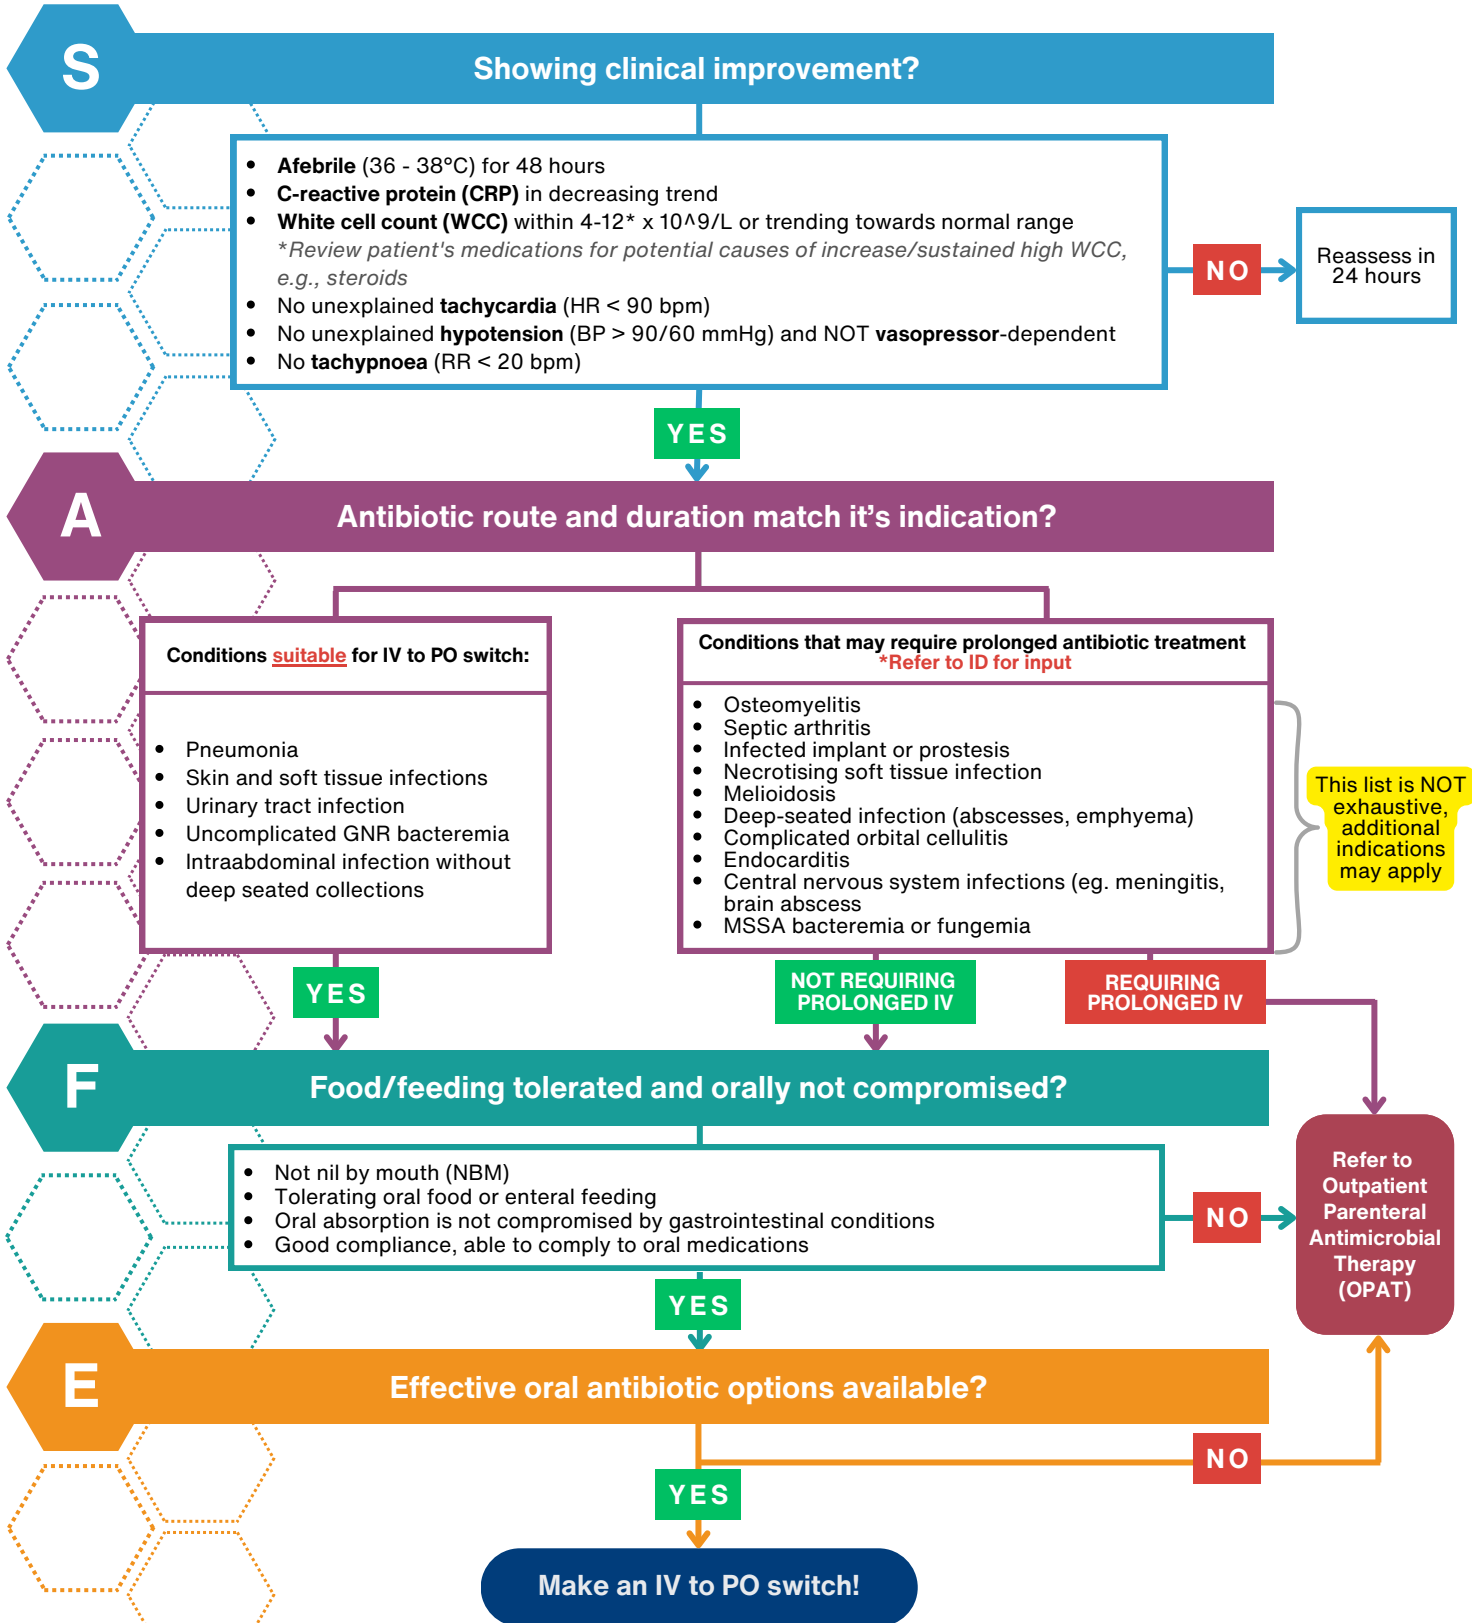 S
Showing clinical improvement?
• Afebrile (36 - 38°C) for 48 hours
• C-reactive protein (CRP) in decreasing trend
• White cell count (WCC) within 4-12* x 10^9/L or trending towards normal range
*Review patient's medications for potential causes of increase/sustained high WCC,
e.g., steroids
• No unexplained tachycardia (HR < 90 bpm)
• No unexplained hypotension (BP > 90/60 mmHg) and NOT vasopressor-dependent
• No tachypnoea (RR < 20 bpm)
NO
Reassess in
24 hours
YES
A
Antibiotic route and duration match it's indication?
Conditions suitable for IV to PO switch:
• Pneumonia
• Skin and soft tissue infections
• Urinary tract infection
• Uncomplicated GNR bacteremia
• Intraabdominal infection without
deep seated collections
Conditions that may require prolonged antibiotic treatment
*Refer to ID for input
• Osteomyelitis
• Septic arthritis
• Infected implant or prostesis
• Necrotising soft tissue infection
• Melioidosis
• Deep-seated infection (abscesses, emphyema)
• Complicated orbital cellulitis
• Endocarditis
• Central nervous system infections (eg. meningitis,
brain abscess
• MSSA bacteremia or fungemia
This list is NOT
exhaustive,
additional
indications
may apply
YES
NOT REQUIRING
PROLONGED IV
REQUIRING
PROLONGED IV
F
Food/feeding tolerated and orally not compromised?
• Not nil by mouth (NBM)
• Tolerating oral food or enteral feeding
• Oral absorption is not compromised by gastrointestinal conditions
• Good compliance, able to comply to oral medications
NO
Refer to
Outpatient
Parenteral
Antimicrobial
Therapy
(OPAT)
YES
E
Effective oral antibiotic options available?
NO
YES
Make an IV to PO switch!